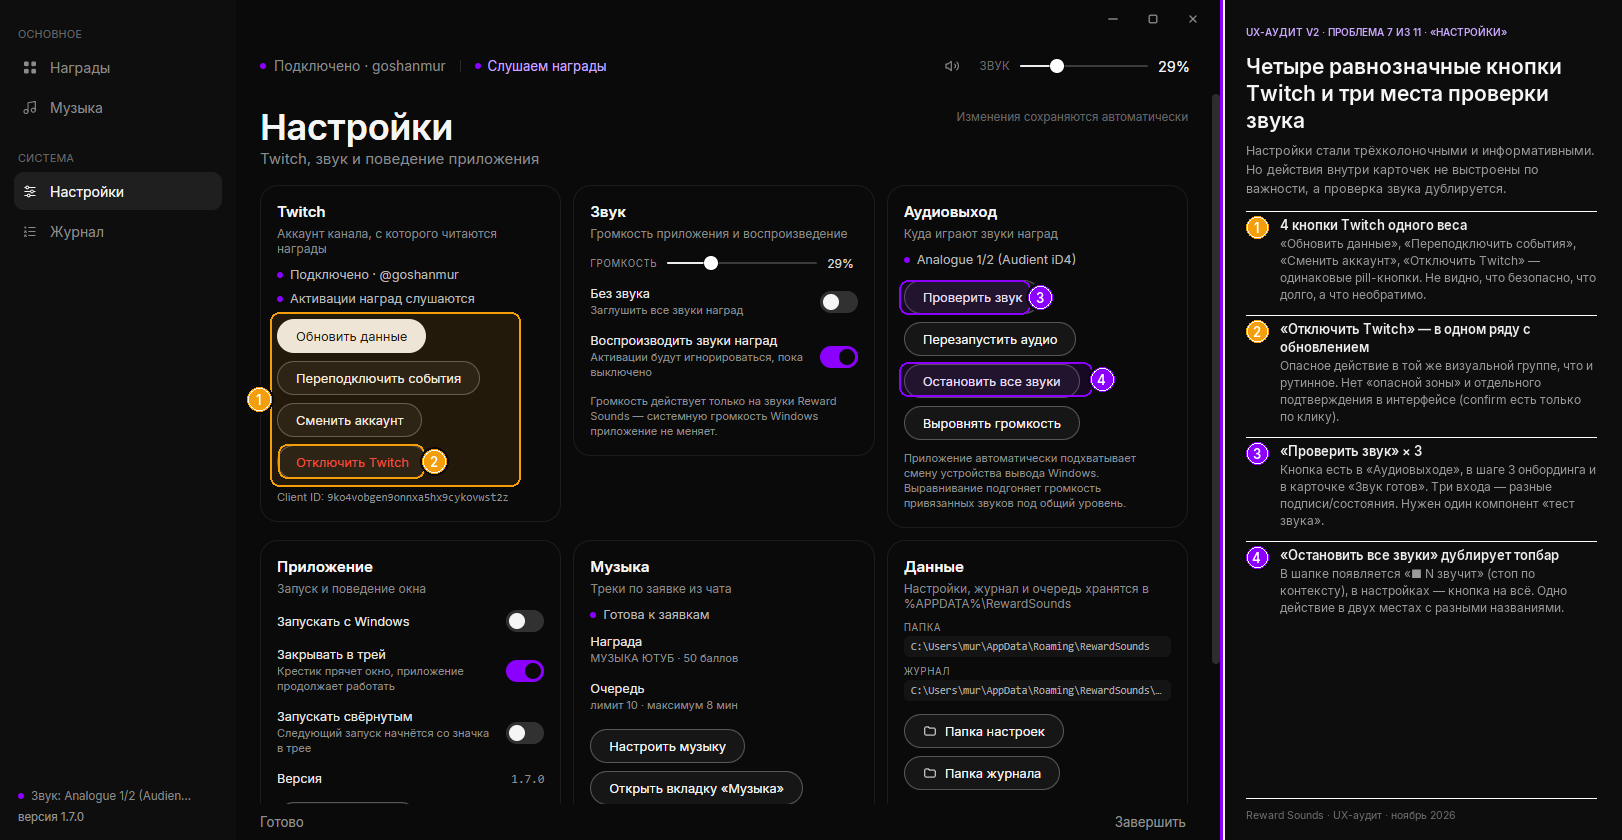 ОСНОВНОЕ
Награды
Музыка
СИСТЕМА
Настройки
Журнал
Звук: Analogue 1/2 (Audien...
версия 1.7.0
Подключено · goshanmur
Слушаем награды
ЗВУК
29%
Настройки
Twitch, звук и поведение приложения
Изменения сохраняются автоматически
Twitch
Аккаунт канала, с которого читаются
награды
Подключено · @goshanmur
Активации наград слушаются
Обновить данные
Переподключить события
1
Сменить аккаунт
Отключить Twitch
2
Client ID: 9ko4vobgen9onnxa5hx9cykovwst2z
Звук
Громкость приложения и воспроизведение
ГРОМКОСТЬ
29%
Без звука
Заглушить все звуки наград
Воспроизводить звуки наград
Активации будут игнорироваться, пока
выключено
Громкость действует только на звуки Reward
Sounds — системную громкость Windows
приложение не меняет.
Аудиовыход
Куда играют звуки наград
Analogue 1/2 (Audient iD4)
Проверить звук
3
Перезапустить аудио
Остановить все звуки
4
Выровнять громкость
Приложение автоматически подхватывает
смену устройства вывода Windows.
Выравнивание подгоняет громкость
привязанных звуков под общий уровень.
Приложение
Запуск и поведение окна
Запускать с Windows
Закрывать в трей
Крестик прячет окно, приложение
продолжает работать
Запускать свёрнутым
Следующий запуск начнётся со значка
в трее
Версия
1.7.0
Музыка
Треки по заявке из чата
Готова к заявкам
Награда
МУЗЫКА ЮТУБ · 50 баллов
Очередь
лимит 10 · максимум 8 мин
Настроить музыку
Открыть вкладку «Музыка»
Данные
Настройки, журнал и очередь хранятся в
%APPDATA%\RewardSounds
ПАПКА
C:\Users\mur\AppData\Roaming\RewardSounds
ЖУРНАЛ
C:\Users\mur\AppData\Roaming\RewardSounds\…
Папка настроек
Папка журнала
Готово
Завершить
UX-АУДИТ V2 · ПРОБЛЕМА 7 ИЗ 11 · «НАСТРОЙКИ»
Четыре равнозначные кнопки
Twitch и три места проверки
звука
Настройки стали трёхколоночными и информативными.
Но действия внутри карточек не выстроены по
важности, а проверка звука дублируется.
1
4 кнопки Twitch одного веса
«Обновить данные», «Переподключить события»,
«Сменить аккаунт», «Отключить Twitch» —
одинаковые pill-кнопки. Не видно, что безопасно, что
долго, а что необратимо.
2
«Отключить Twitch» — в одном ряду с
обновлением
Опасное действие в той же визуальной группе, что и
рутинное. Нет «опасной зоны» и отдельного
подтверждения в интерфейсе (confirm есть только
по клику).
3
«Проверить звук» × 3
Кнопка есть в «Аудиовыходе», в шаге 3 онбординга и
в карточке «Звук готов». Три входа — разные
подписи/состояния. Нужен один компонент «тест
звука».
4
«Остановить все звуки» дублирует топбар
В шапке появляется «■ N звучит» (стоп по
контексту), в настройках — кнопка на всё. Одно
действие в двух местах с разными названиями.
Reward Sounds · UX-аудит · ноябрь 2026